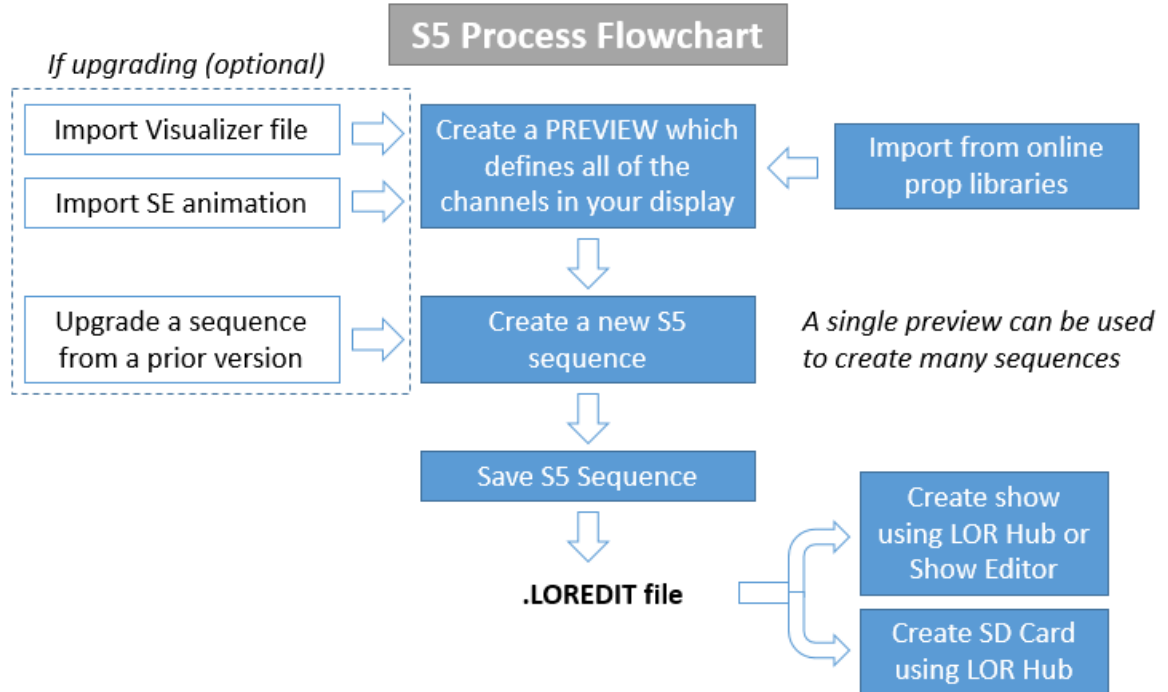 S5 Process Flowchart
If upgrading (optional)
Import Visualizer file
Import SE animation
Upgrade a sequence
from a prior version
Create a PREVIEW which
defines all of the
channels in your display
Import from online
prop libraries
Create a new S5
sequence
A single preview can be used
to create many sequences
Save S5 Sequence
.LOREDIT file
Create show
using LOR Hub or
Show Editor
Create SD Card
using LOR Hub